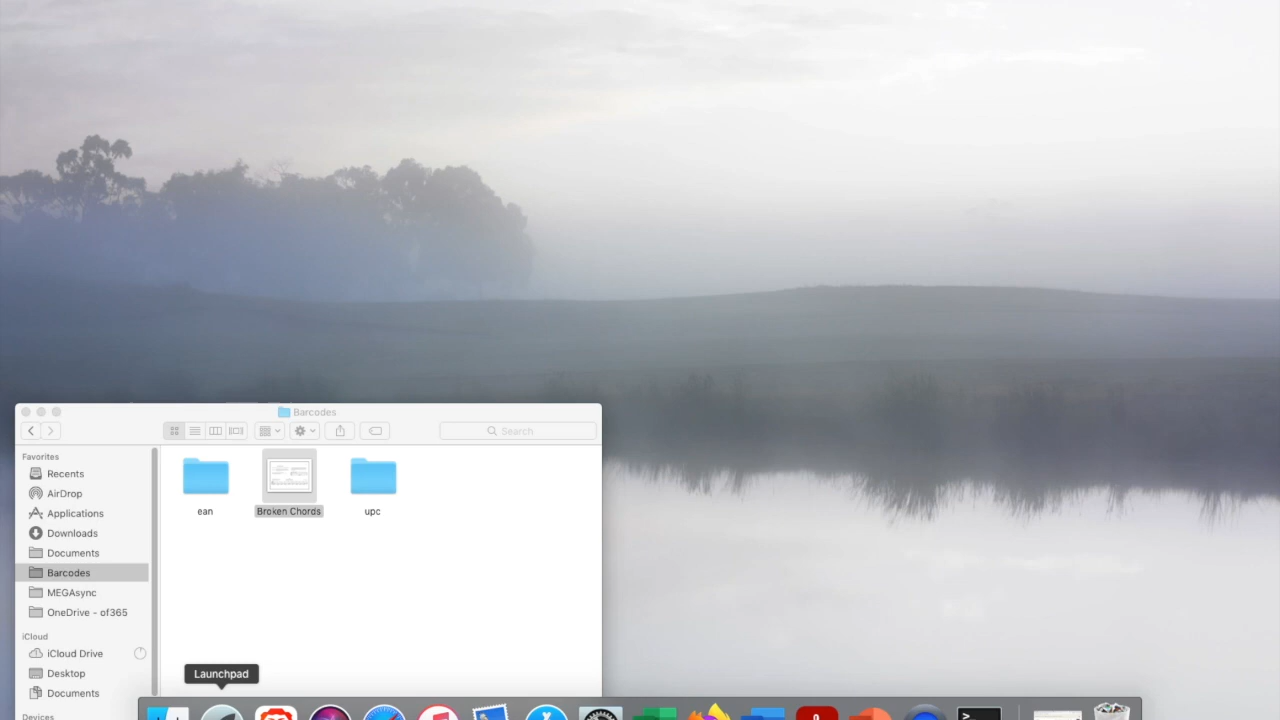 Barcodes
Search
Favorites
Recents
AirDrop
Applications
Downloads
Documents
Barcodes
MEGAsync
OneDrive - of365
iCloud
iCloud Drive
Desktop
Documents
Devices
ean
Broken Chords
upc
Launchpad